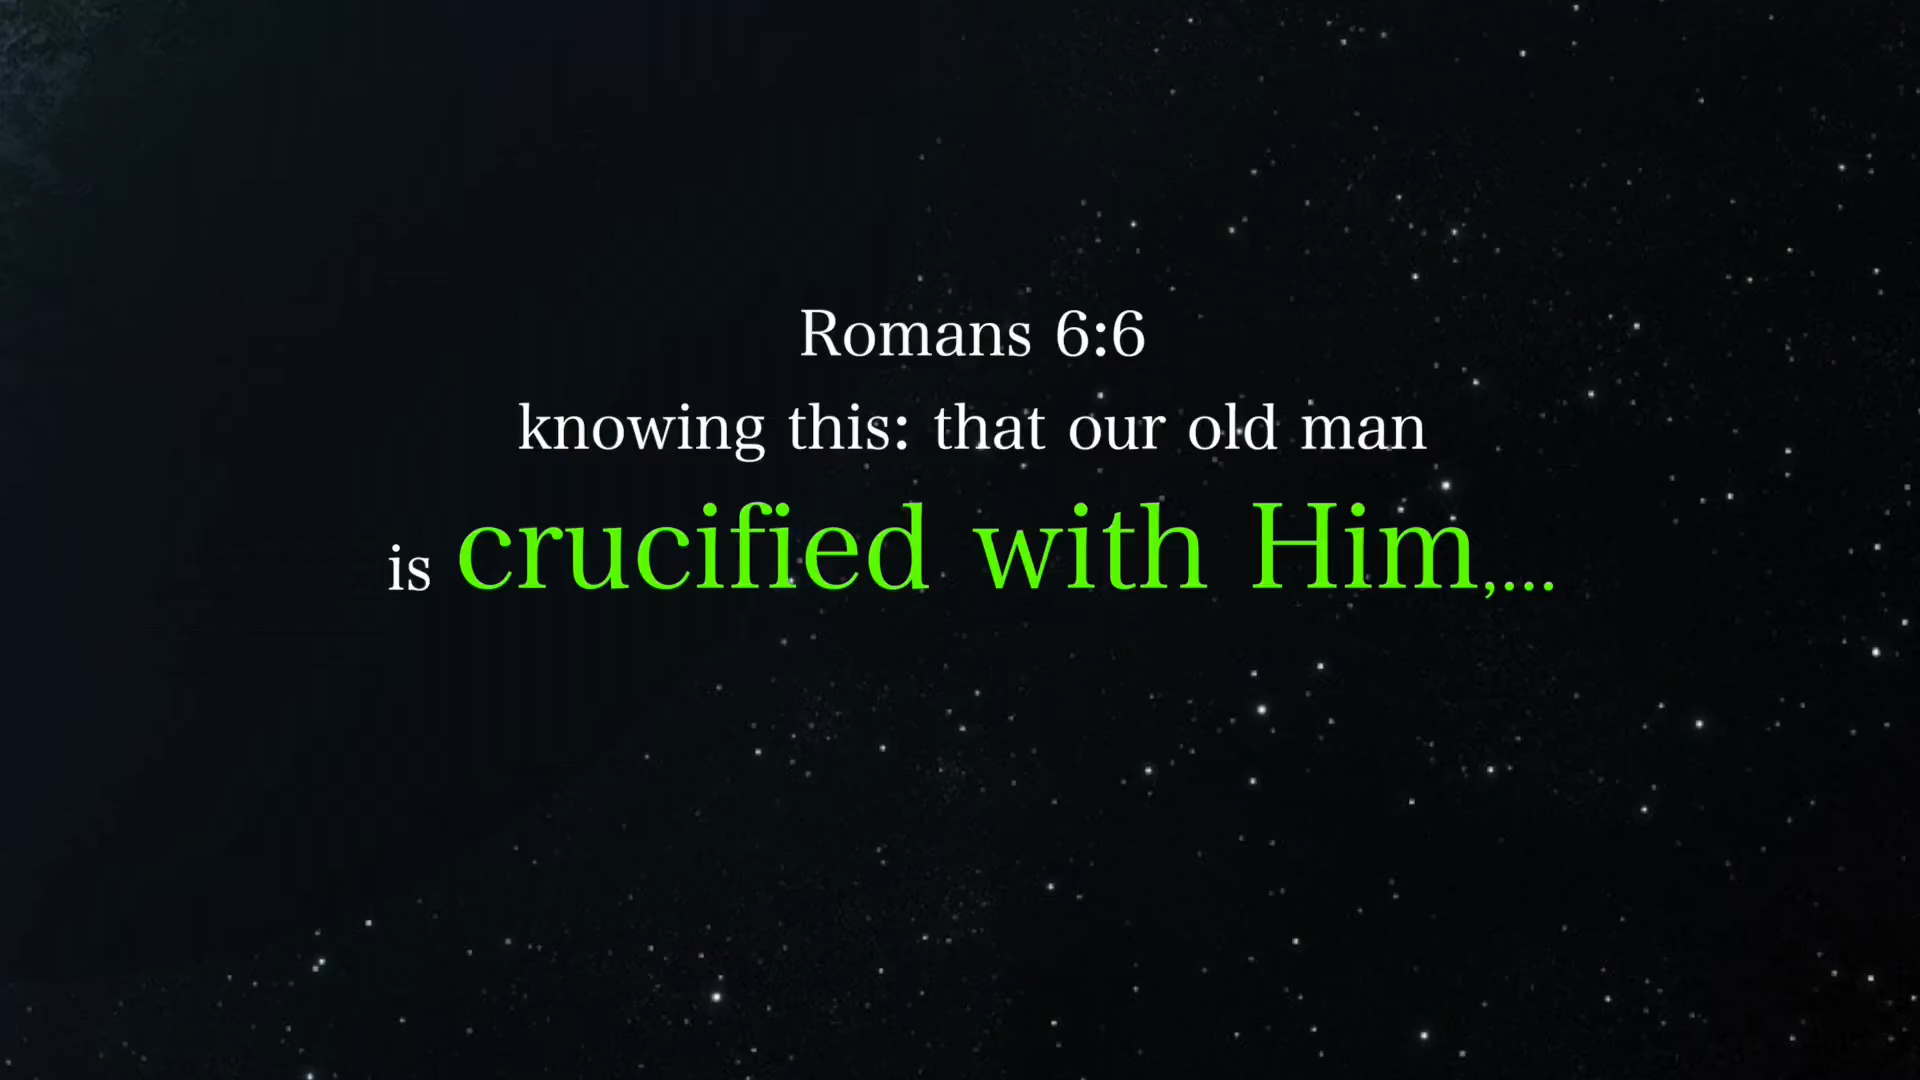 Romans 6:6
knowing this: that our old man
is crucified with Him,...